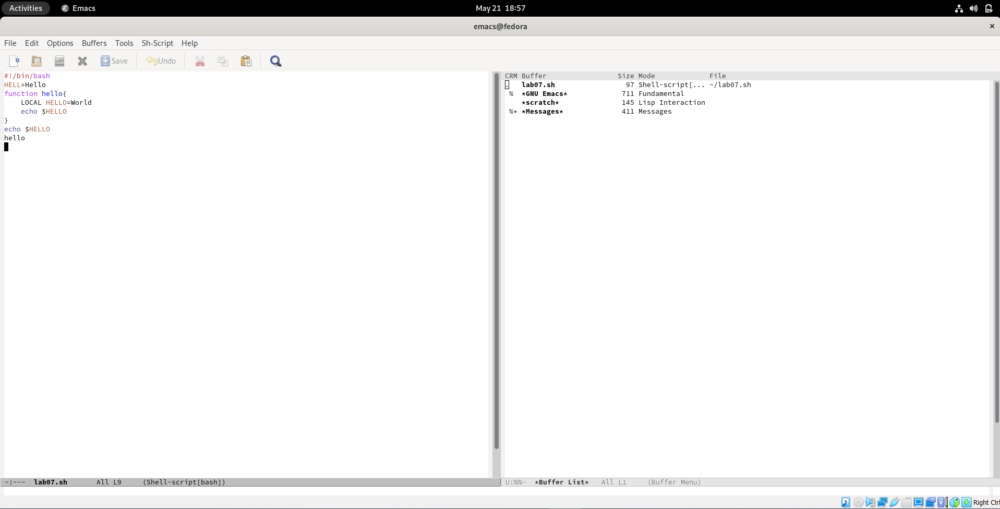 Activities Emacs May 21 18:57
emacs@fedora ×
File Edit Options Buffers Tools Sh-Script Help
Save Undo
#!/bin/bash
HELL=Hello
function hello{
    LOCAL HELLO=World
    echo $HELLO
}
echo $HELLO
hello
-:--- lab07.sh All L9 (Shell-script[bash])
CRM Buffer Size Mode File
. lab07.sh 97 Shell-script[... ~/lab07.sh
% *GNU Emacs* 711 Fundamental
*scratch* 145 Lisp Interaction
%* *Messages* 411 Messages
U:%%- *Buffer List* All L1 (Buffer Menu)
Right Ctrl